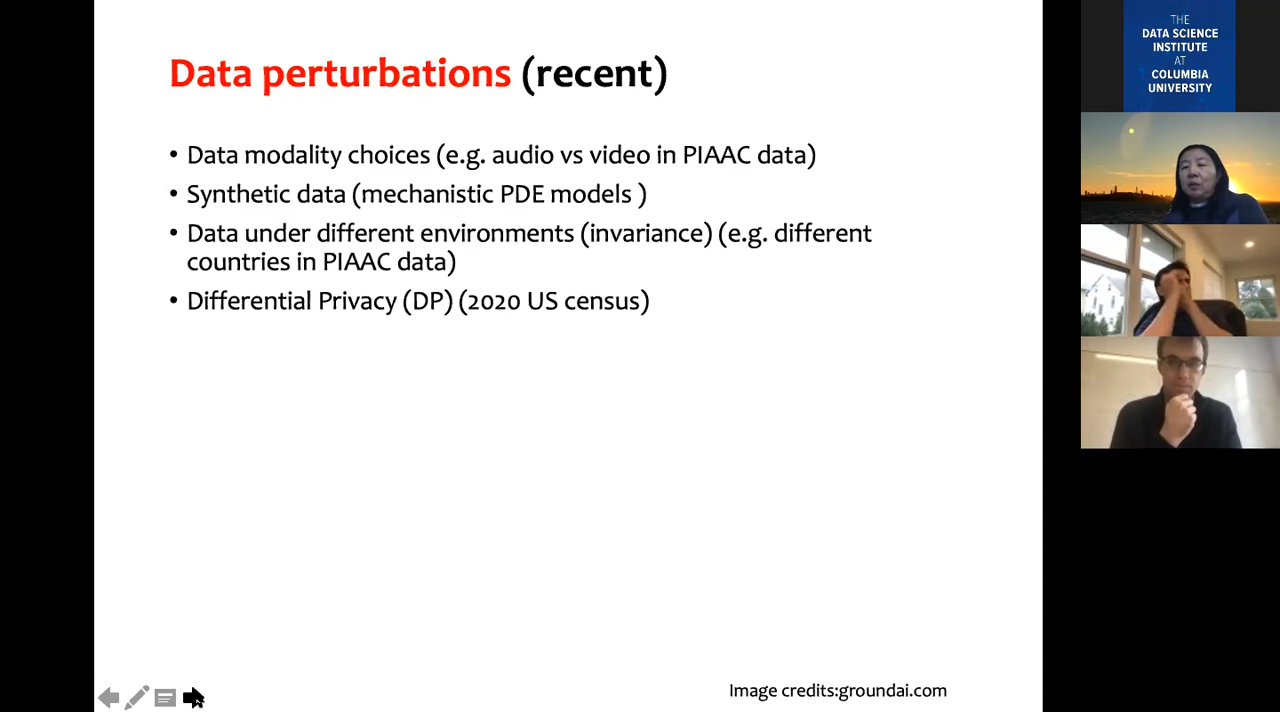 Data perturbations (recent)
• Data modality choices (e.g. audio vs video in PIAAC data)
• Synthetic data (mechanistic PDE models )
• Data under different environments (invariance) (e.g. different
countries in PIAAC data)
• Differential Privacy (DP) (2020 US census)
Image credits:groundai.com
THE
DATA SCIENCE
INSTITUTE
AT
COLUMBIA
UNIVERSITY